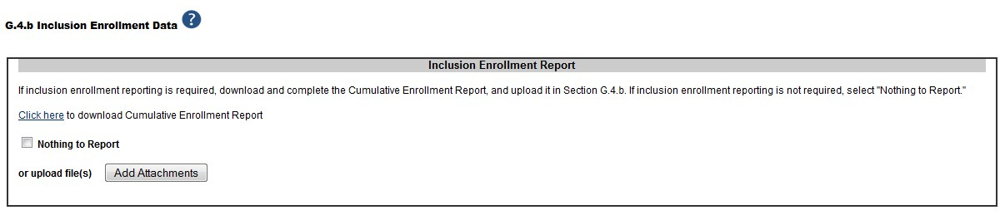 G.4.b Inclusion Enrollment Data ?
Inclusion Enrollment Report
If inclusion enrollment reporting is required, download and complete the Cumulative Enrollment Report, and upload it in Section G.4.b. If inclusion enrollment reporting is not required, select "Nothing to Report."
Click here to download Cumulative Enrollment Report
Nothing to Report
or upload file(s) Add Attachments